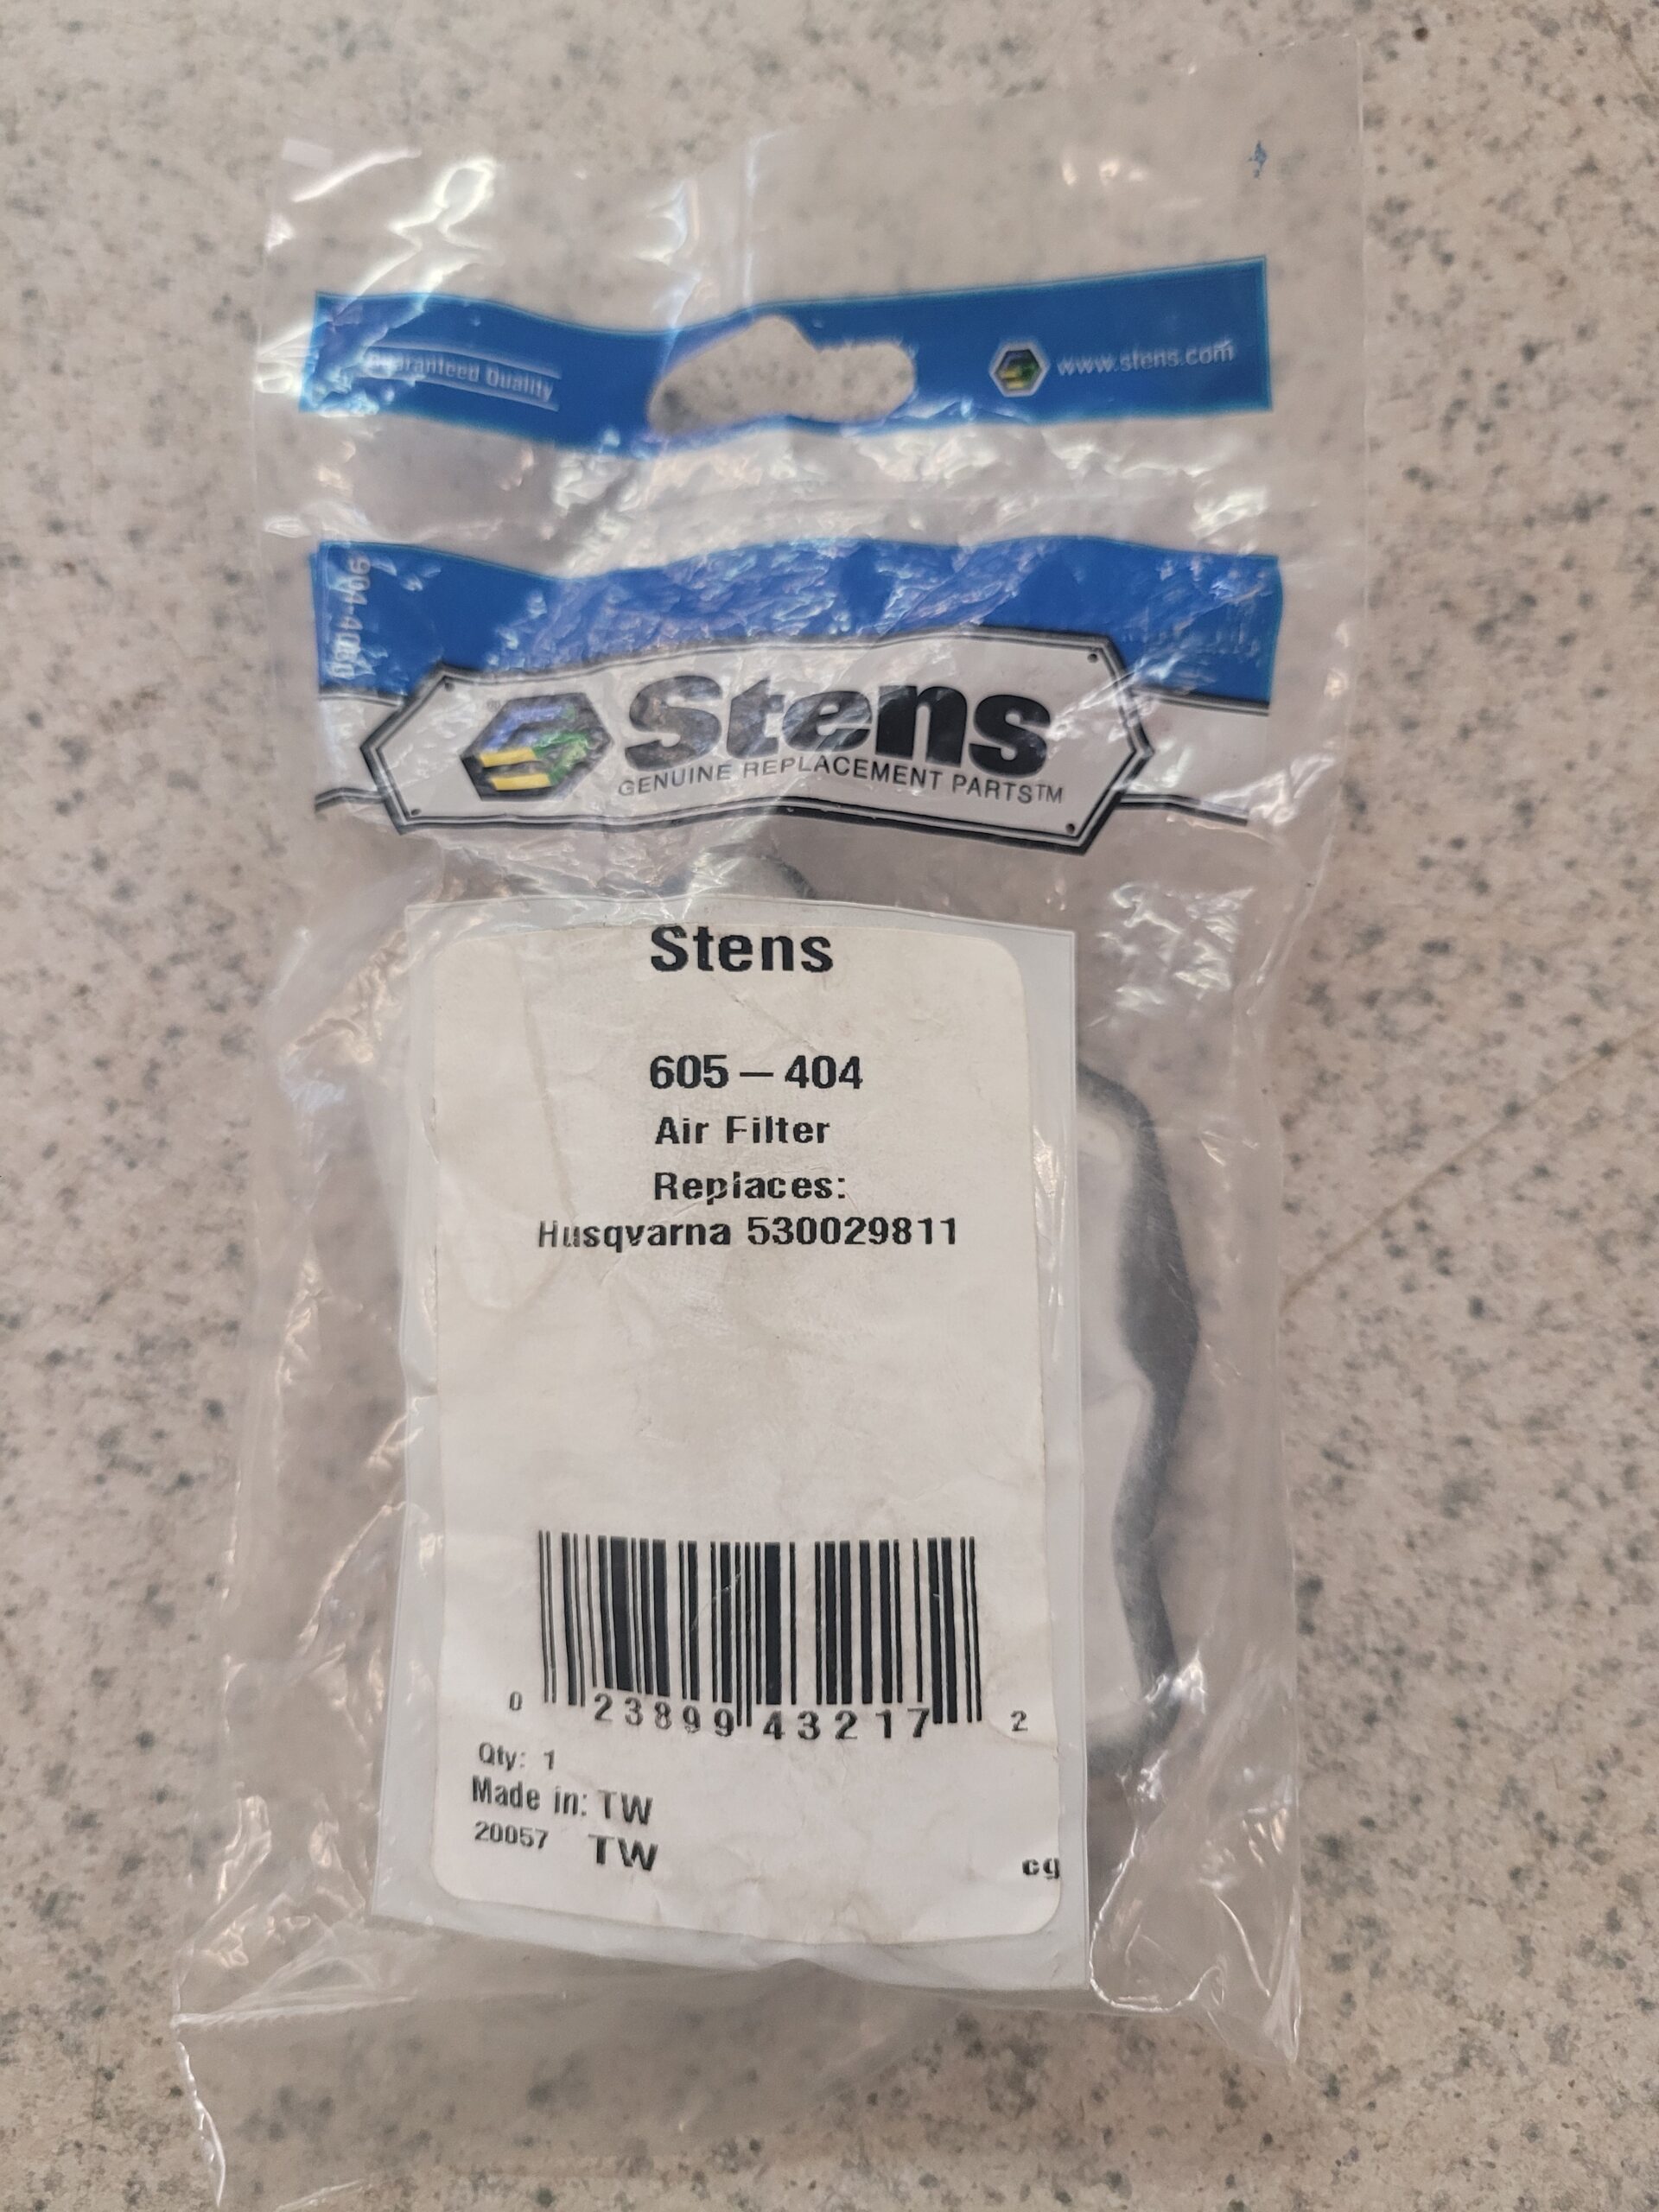 Guaranteed Quality
www.stens.com
Stens
GENUINE REPLACEMENT PARTS™
Stens
605-404
Air Filter
Replaces:
Husqvarna 530029811
0 23899 43217 2
Qty: 1
Made in: TW
20057 TW
cg